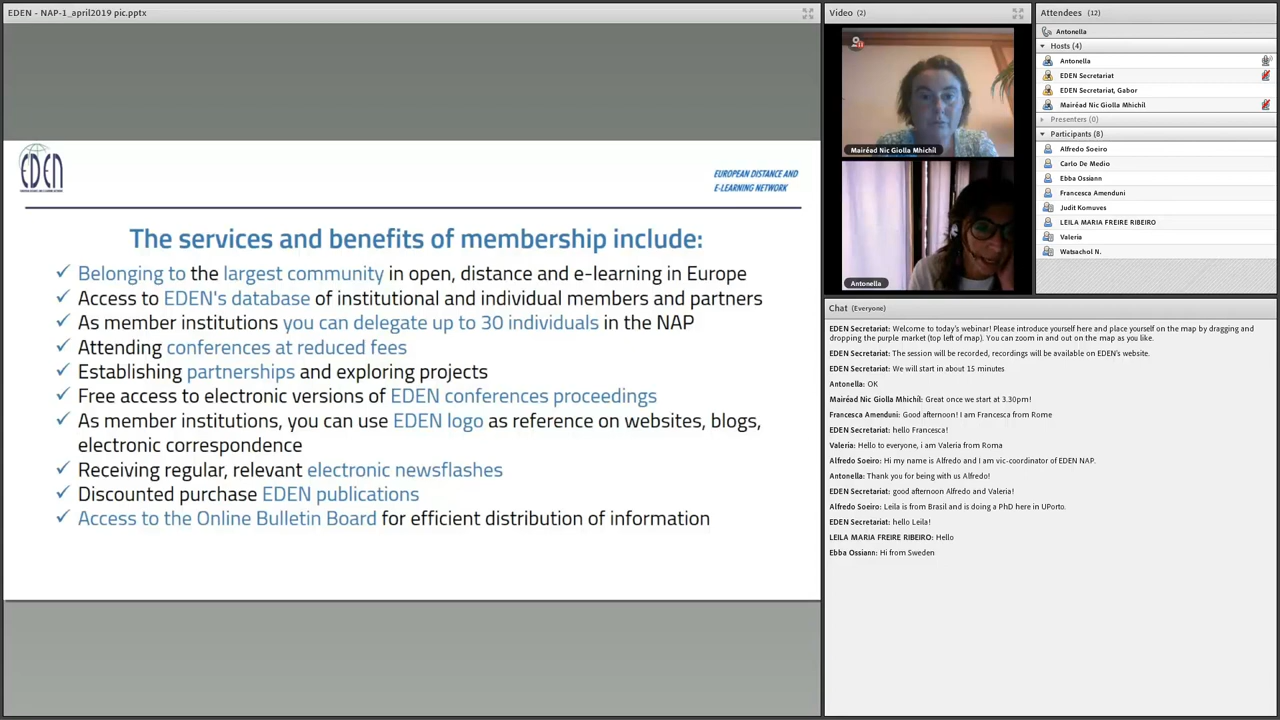 EDEN - NAP-1_april2019 pic.pptx
EDEN
EUROPEAN DISTANCE AND
E-LEARNING NETWORK
The services and benefits of membership include:
✓ Belonging to the largest community in open, distance and e-learning in Europe
✓ Access to EDEN's database of institutional and individual members and partners
✓ As member institutions you can delegate up to 30 individuals in the NAP
✓ Attending conferences at reduced fees
✓ Establishing partnerships and exploring projects
✓ Free access to electronic versions of EDEN conferences proceedings
✓ As member institutions, you can use EDEN logo as reference on websites, blogs,
electronic correspondence
✓ Receiving regular, relevant electronic newsflashes
✓ Discounted purchase EDEN publications
✓ Access to the Online Bulletin Board for efficient distribution of information
Video (2)
Mairéad Nic Giolla Mhichíl
Antonella
Attendees (12)
Antonella
Hosts (4)
Antonella
EDEN Secretariat
EDEN Secretariat, Gabor
Mairéad Nic Giolla Mhichíl
Presenters (0)
Participants (8)
Alfredo Soeiro
Carlo De Medio
Ebba Ossiann
Francesca Amenduni
Judit Komuves
LEILA MARIA FREIRE RIBEIRO
Valeria
Watsachol N.
Chat (Everyone)
EDEN Secretariat: Welcome to today's webinar! Please introduce yourself here and place yourself on the map by dragging and
dropping the purple market (top left of map). You can zoom in and out on the map as you like.
EDEN Secretariat: The session will be recorded, recordings will be available on EDEN's website.
EDEN Secretariat: We will start in about 15 minutes
Antonella: OK
Mairéad Nic Giolla Mhichíl: Great once we start at 3.30pm!
Francesca Amenduni: Good afternoon! I am Francesca from Rome
EDEN Secretariat: hello Francesca!
Valeria: Hello to everyone, i am Valeria from Roma
Alfredo Soeiro: Hi my name is Alfredo and I am vic-coordinator of EDEN NAP.
Antonella: Thank you for being with us Alfredo!
EDEN Secretariat: good afternoon Alfredo and Valeria!
Alfredo Soeiro: Leila is from Brasil and is doing a PhD here in UPorto.
EDEN Secretariat: hello Leila!
LEILA MARIA FREIRE RIBEIRO: Hello
Ebba Ossiann: Hi from Sweden